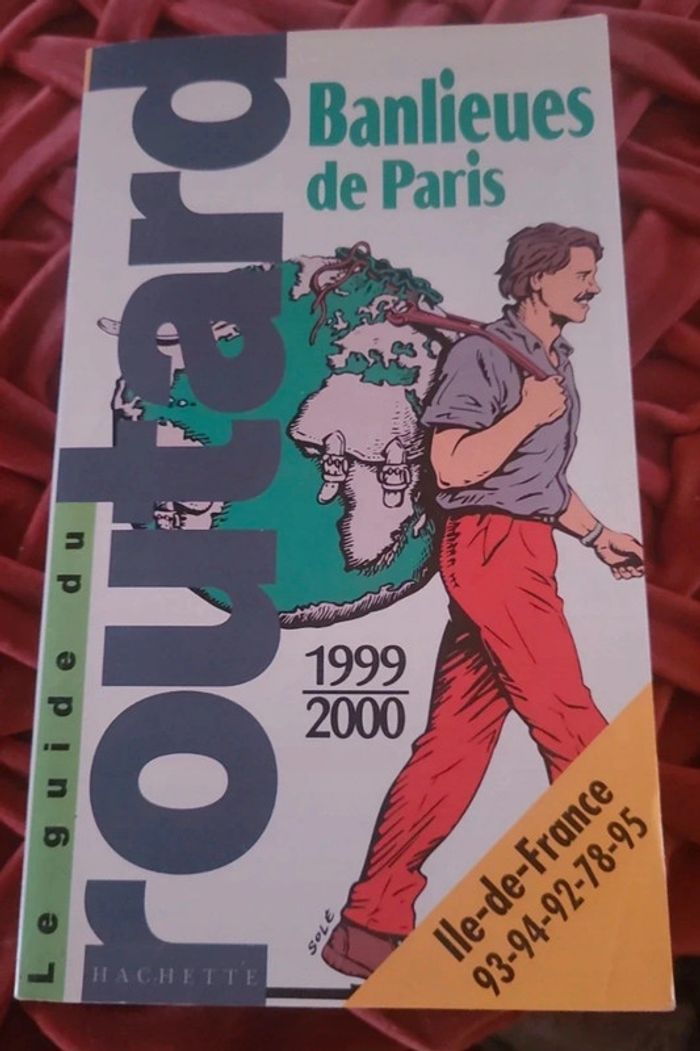 Le guide du
routard
Banlieues
de Paris
1999
2000
SOLÉ
Ile-de-France
93-94-92-78-95
HACHETTE